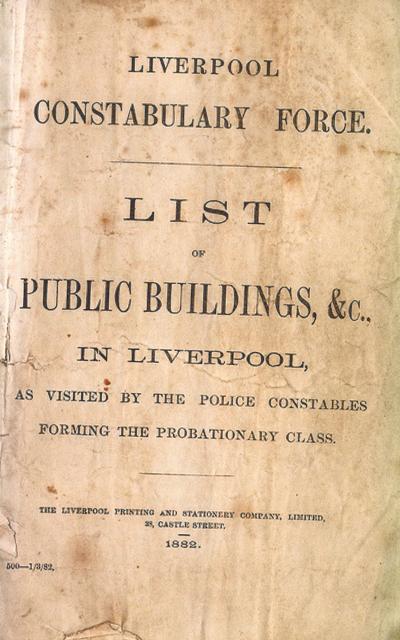 LIVERPOOL
CONSTABULARY FORCE.
LIST
OF
PUBLIC BUILDINGS, &C.,
IN LIVERPOOL,
AS VISITED BY THE POLICE CONSTABLES
FORMING THE PROBATIONARY CLASS.
THE LIVERPOOL PRINTING AND STATIONERY COMPANY, LIMITED,
38, CASTLE STREET.
1882.
500—1/3/82.